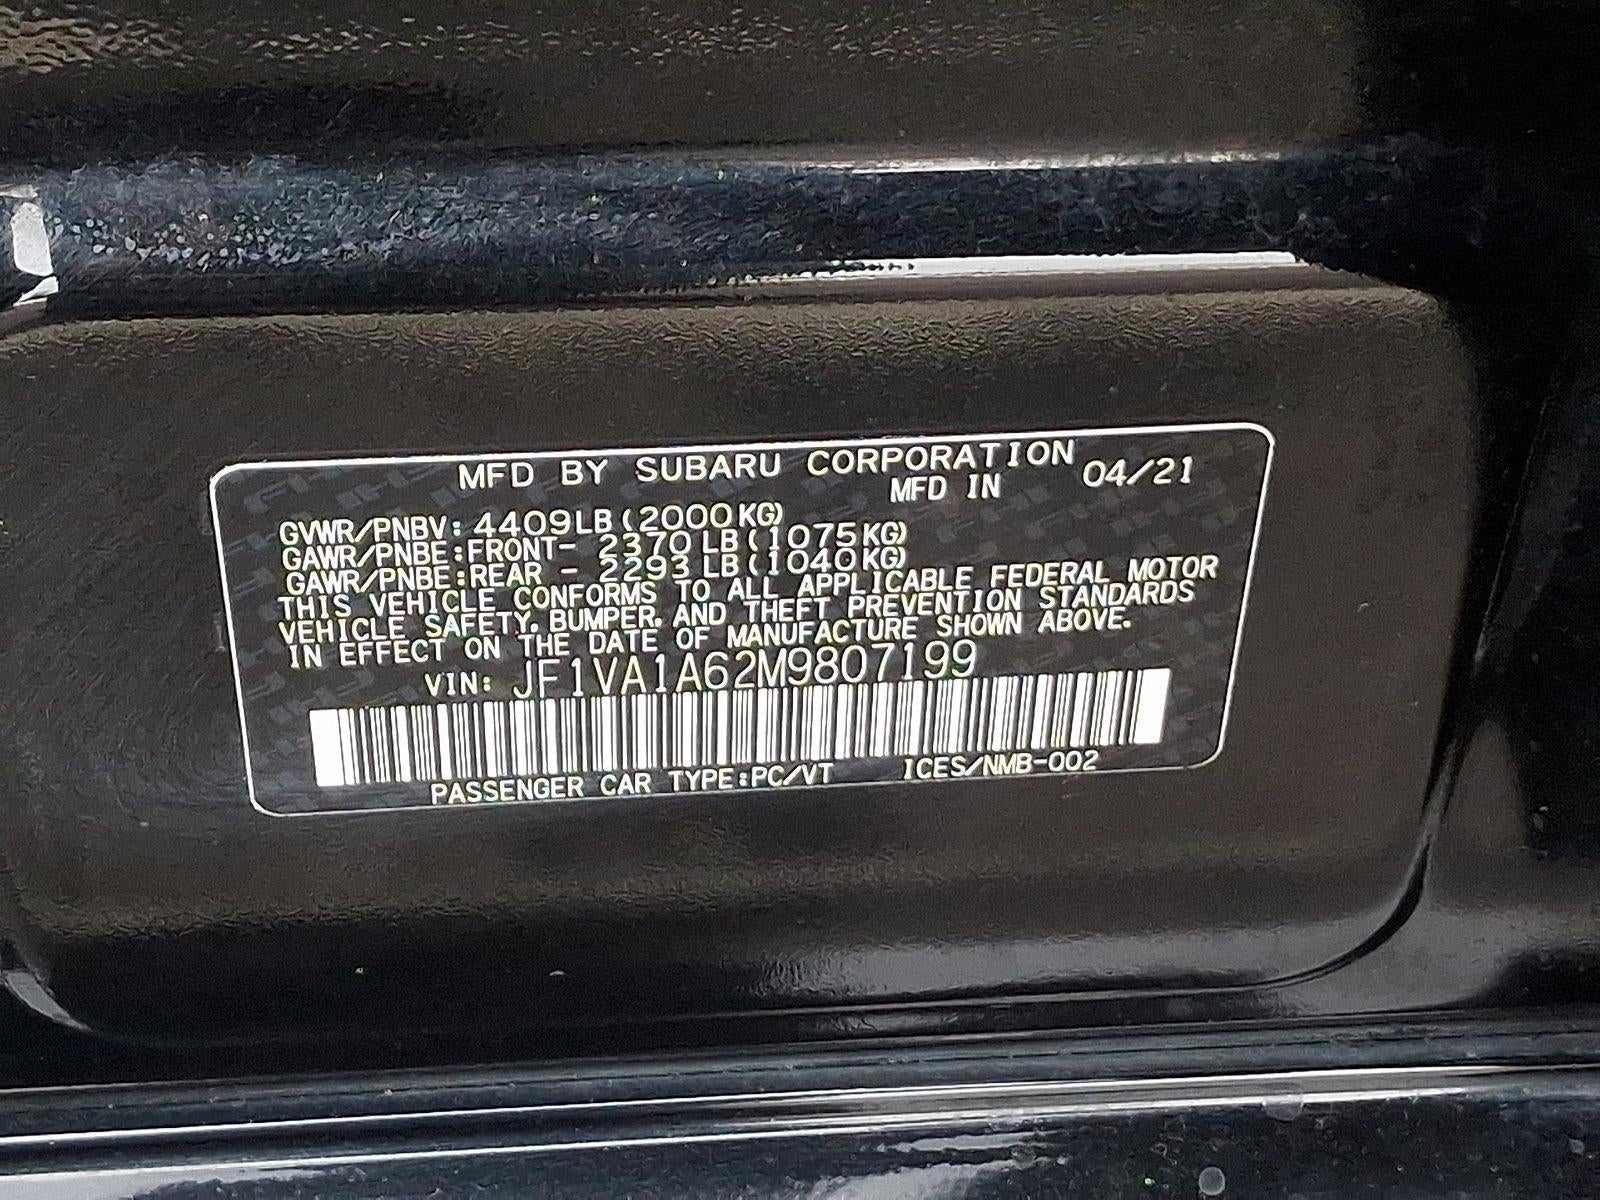 MFD BY SUBARU CORPORATION
MFD IN 04/21
GVWR/PNBV: 4409LB(2000KG)
GAWR/PNBE:FRONT- 2370LB(1075KG)
GAWR/PNBE:REAR - 2293LB(1040KG)
THIS VEHICLE CONFORMS TO ALL APPLICABLE FEDERAL MOTOR
VEHICLE SAFETY, BUMPER, AND THEFT PREVENTION STANDARDS
IN EFFECT ON THE DATE OF MANUFACTURE SHOWN ABOVE.
VIN: JF1VA1A62M9807199
PASSENGER CAR TYPE:PC/VT ICES/NMB-002